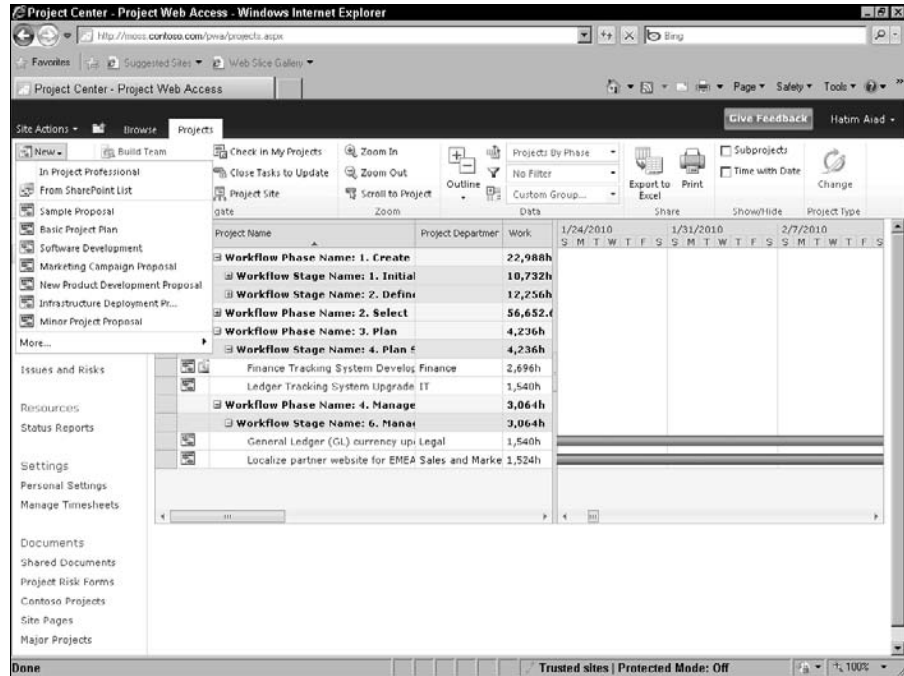 Project Center - Project Web Access - Windows Internet Explorer
http://moss.contoso.com/pwa/projects.aspx
Bing
Favorites Suggested Sites Web Slice Gallery
Project Center - Project Web Access
Page Safety Tools
Site Actions Browse Projects
Give Feedback Hatim Aiad
New
Build Team
Check in My Projects
Close Tasks to Update
Project Site
gate
Zoom In
Zoom Out
Scroll to Project
Zoom
Outline
Projects By Phase
No Filter
Custom Group...
Data
Export to Excel
Print
Share
Subprojects
Time with Date
Show/Hide
Change
Project Type
In Project Professional
From SharePoint List
Sample Proposal
Basic Project Plan
Software Development
Marketing Campaign Proposal
New Product Development Proposal
Infrastructure Deployment Pr...
Minor Project Proposal
More...
Project Name Project Departmer Work
1/24/2010 1/31/2010 2/7/2010
S M T W T F S S M T W T F S S M T W T F S
Workflow Phase Name: 1. Create 22,988h
Workflow Stage Name: 1. Initial 10,732h
Workflow Stage Name: 2. Define 12,256h
Workflow Phase Name: 2. Select 56,652.6
Workflow Phase Name: 3. Plan 4,236h
Workflow Stage Name: 4. Plan S 4,236h
Finance Tracking System Develop Finance 2,696h
Ledger Tracking System Upgrade IT 1,540h
Workflow Phase Name: 4. Manage 3,064h
Workflow Stage Name: 6. Manag 3,064h
General Ledger (GL) currency up Legal 1,540h
Localize partner website for EMEA Sales and Marke 1,524h
Issues and Risks
Resources
Status Reports
Settings
Personal Settings
Manage Timesheets
Documents
Shared Documents
Project Risk Forms
Contoso Projects
Site Pages
Major Projects
Done
Trusted sites | Protected Mode: Off
100%